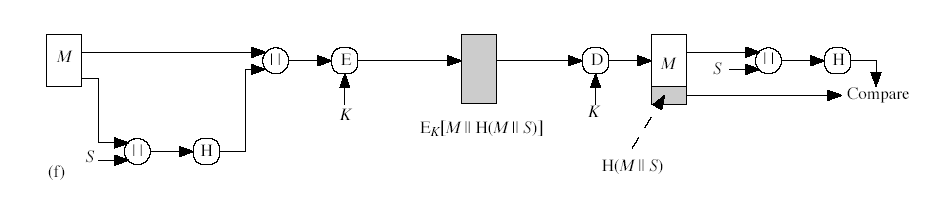 M
||
E
K
E_K[M || H(M || S)]
D
K
M
S
||
H
Compare
H(M || S)
S
||
H
(f)